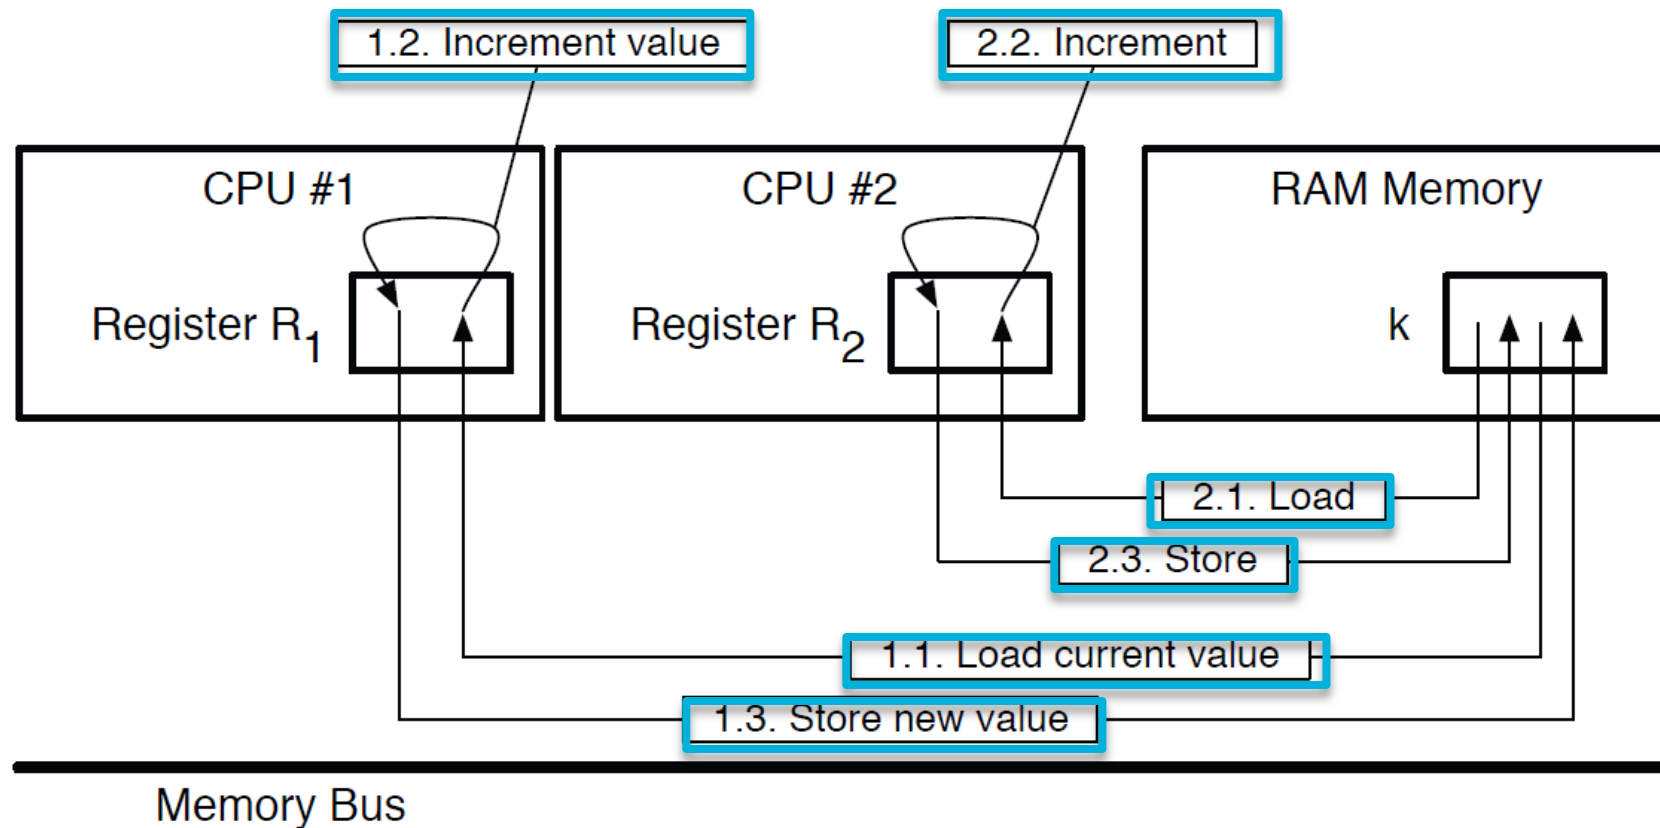 1.2. Increment value
2.2. Increment
CPU #1
CPU #2
RAM Memory
Register R1
Register R2
k
2.1. Load
2.3. Store
1.1. Load current value
1.3. Store new value
Memory Bus